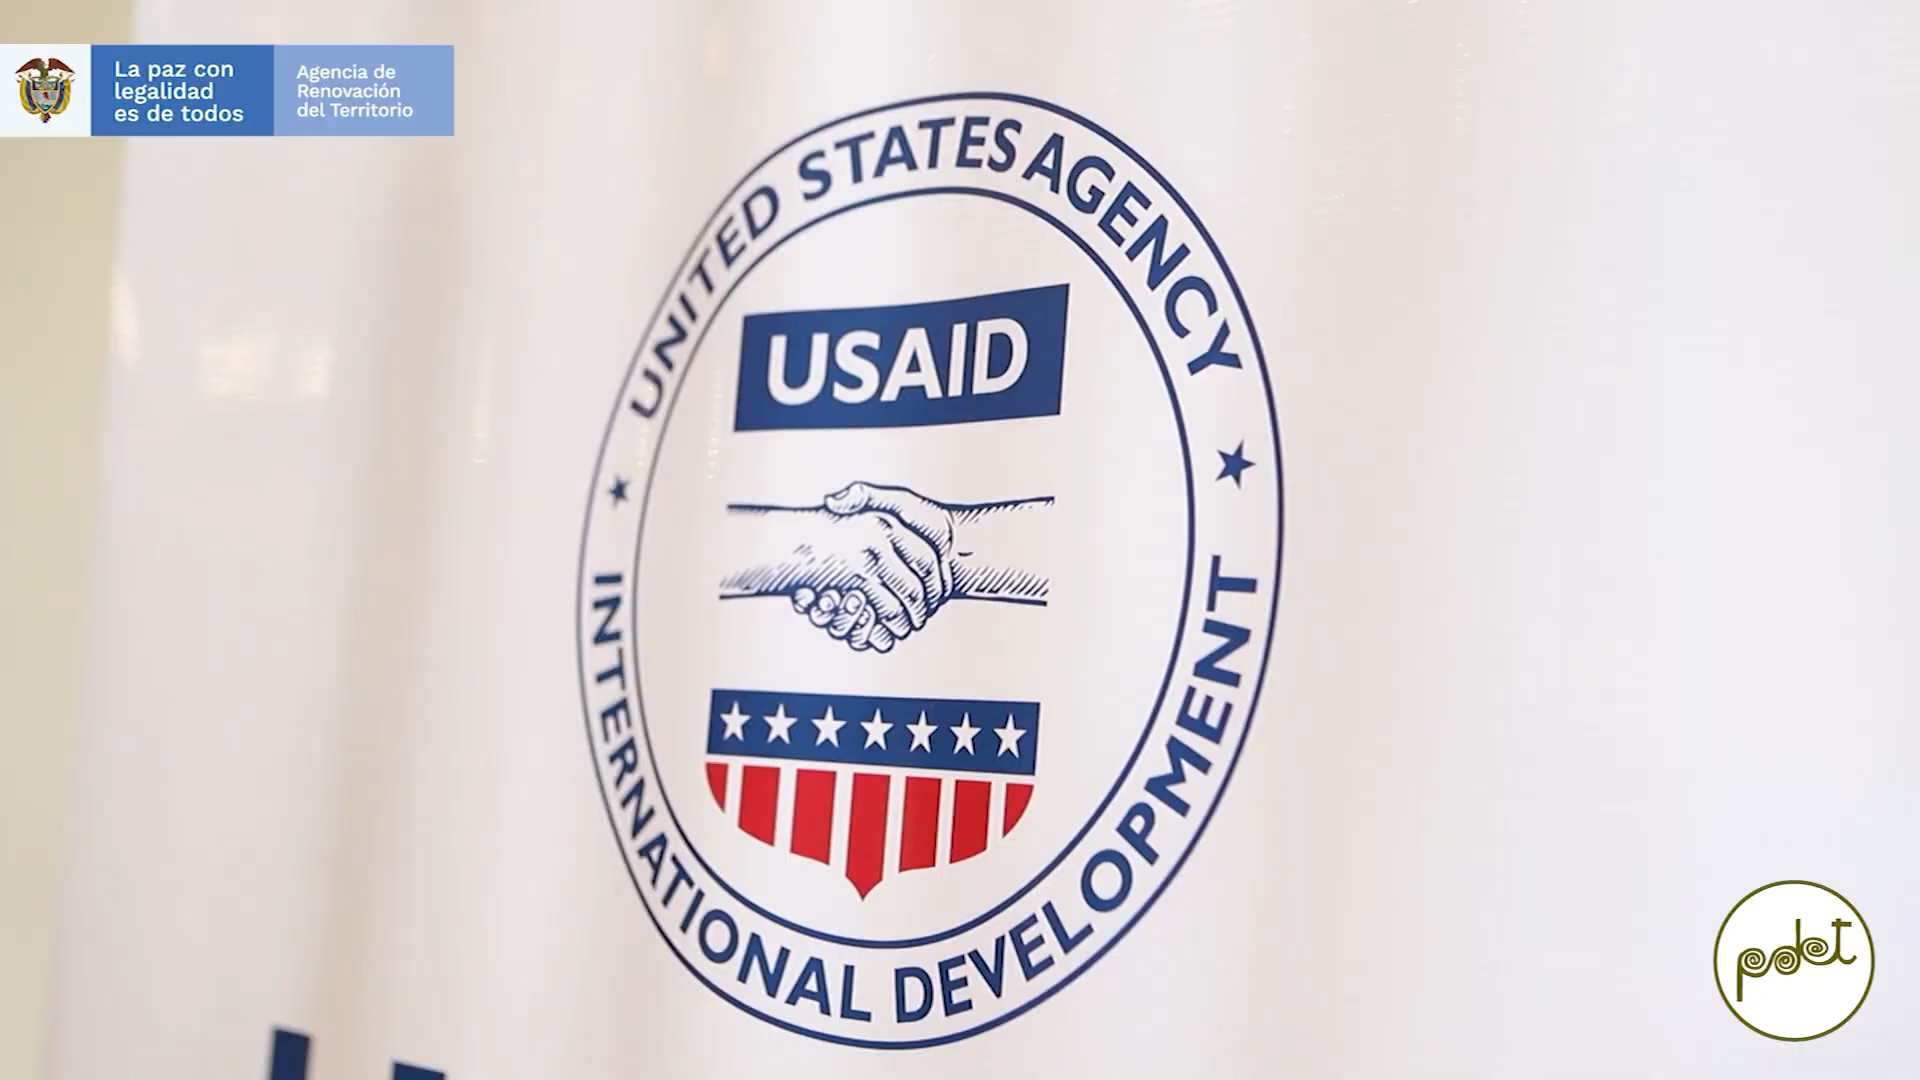 La paz con
legalidad
es de todos
Agencia de
Renovación
del Territorio
UNITED STATES AGENCY
USAID
INTERNATIONAL DEVELOPMENT
pdet